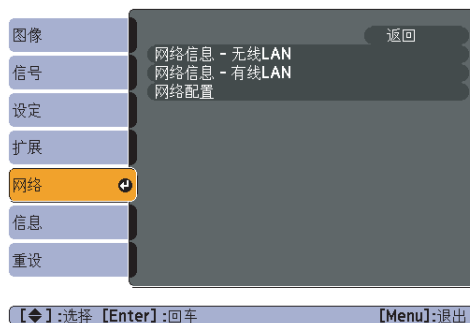 图像
信号
设定
扩展
网络
信息
重设
返回
网络信息 - 无线LAN
网络信息 - 有线LAN
网络配置
[◆]:选择 [Enter]:回车 [Menu]:退出